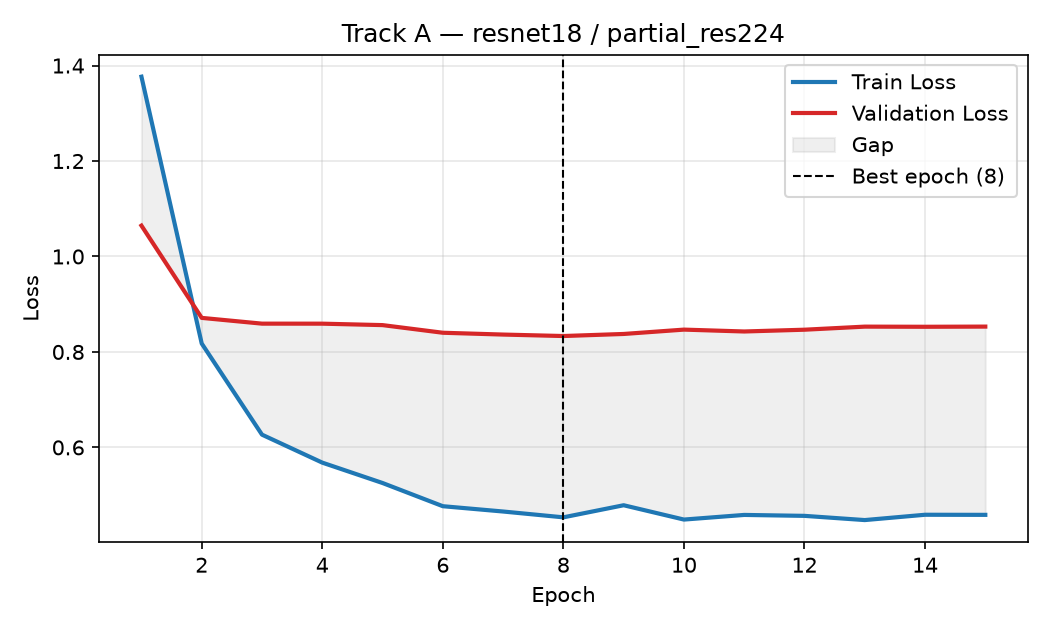 Track A — resnet18 / partial_res224
1.4
1.2
1.0
0.8
0.6
Loss
Train Loss
Validation Loss
Gap
Best epoch (8)
2 4 6 8 10 12 14
Epoch